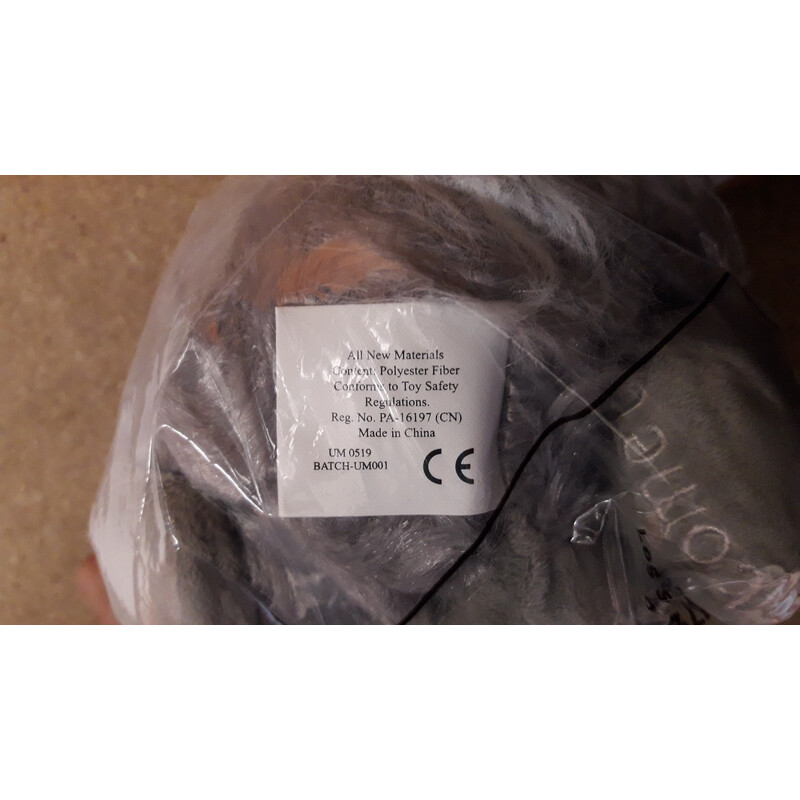 All New Materials
Content: Polyester Fiber
Conforms to Toy Safety
Regulations.
Reg. No. PA-16197 (CN)
Made in China
UM 0519
BATCH-UM001
CE